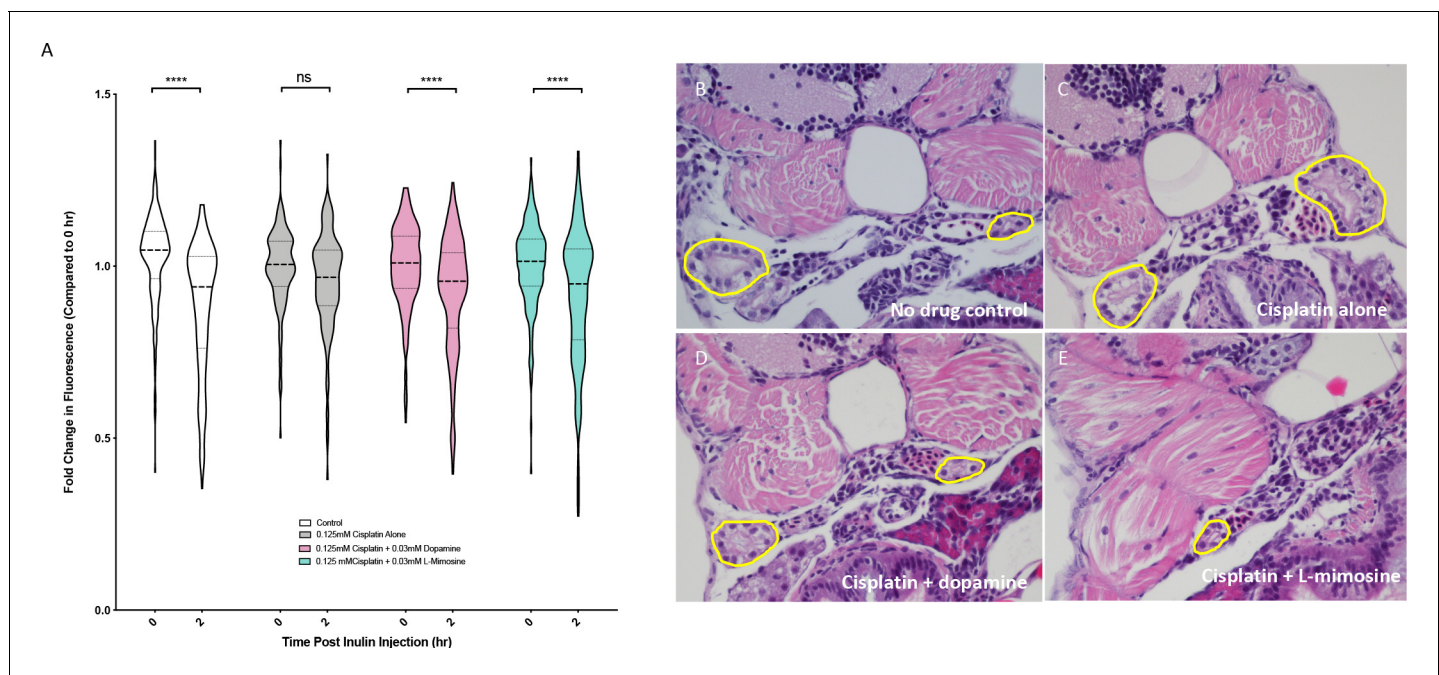 A
****
ns
****
****
1.5
1.0
0.5
0.0
Fold Change in Fluorescence (Compared to 0 hr)
Control
0.125mM Cisplatin Alone
0.125mM Cisplatin + 0.03mM Dopamine
0.125 mMCisplatin + 0.03mM L-Mimosine
0 2 0 2 0 2 0 2
Time Post Inulin Injection (hr)
B
No drug control
C
Cisplatin alone
D
Cisplatin + dopamine
E
Cisplatin + L-mimosine